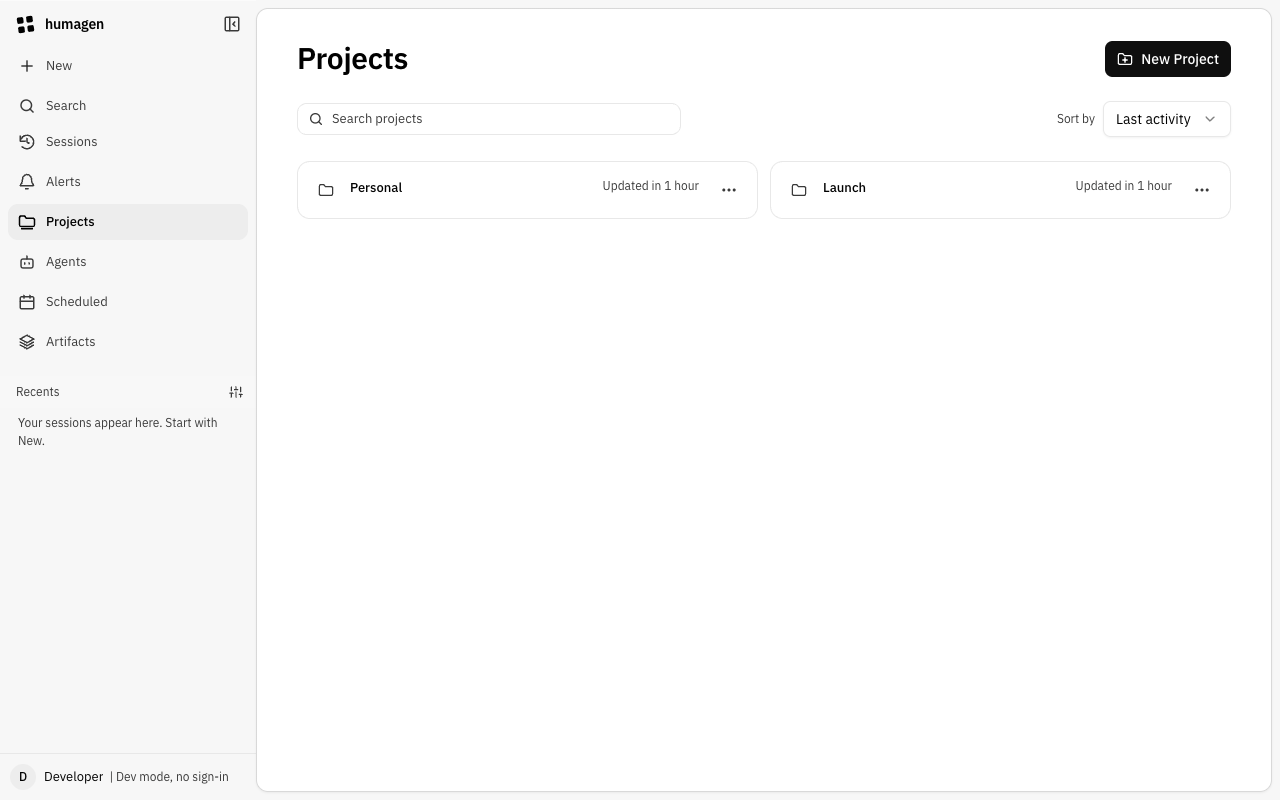 humagen
New
Search
Sessions
Alerts
Projects
Agents
Scheduled
Artifacts
Recents
Your sessions appear here. Start with
New.
D Developer | Dev mode, no sign-in
Projects
New Project
Search projects
Sort by Last activity
Personal Updated in 1 hour
Launch Updated in 1 hour